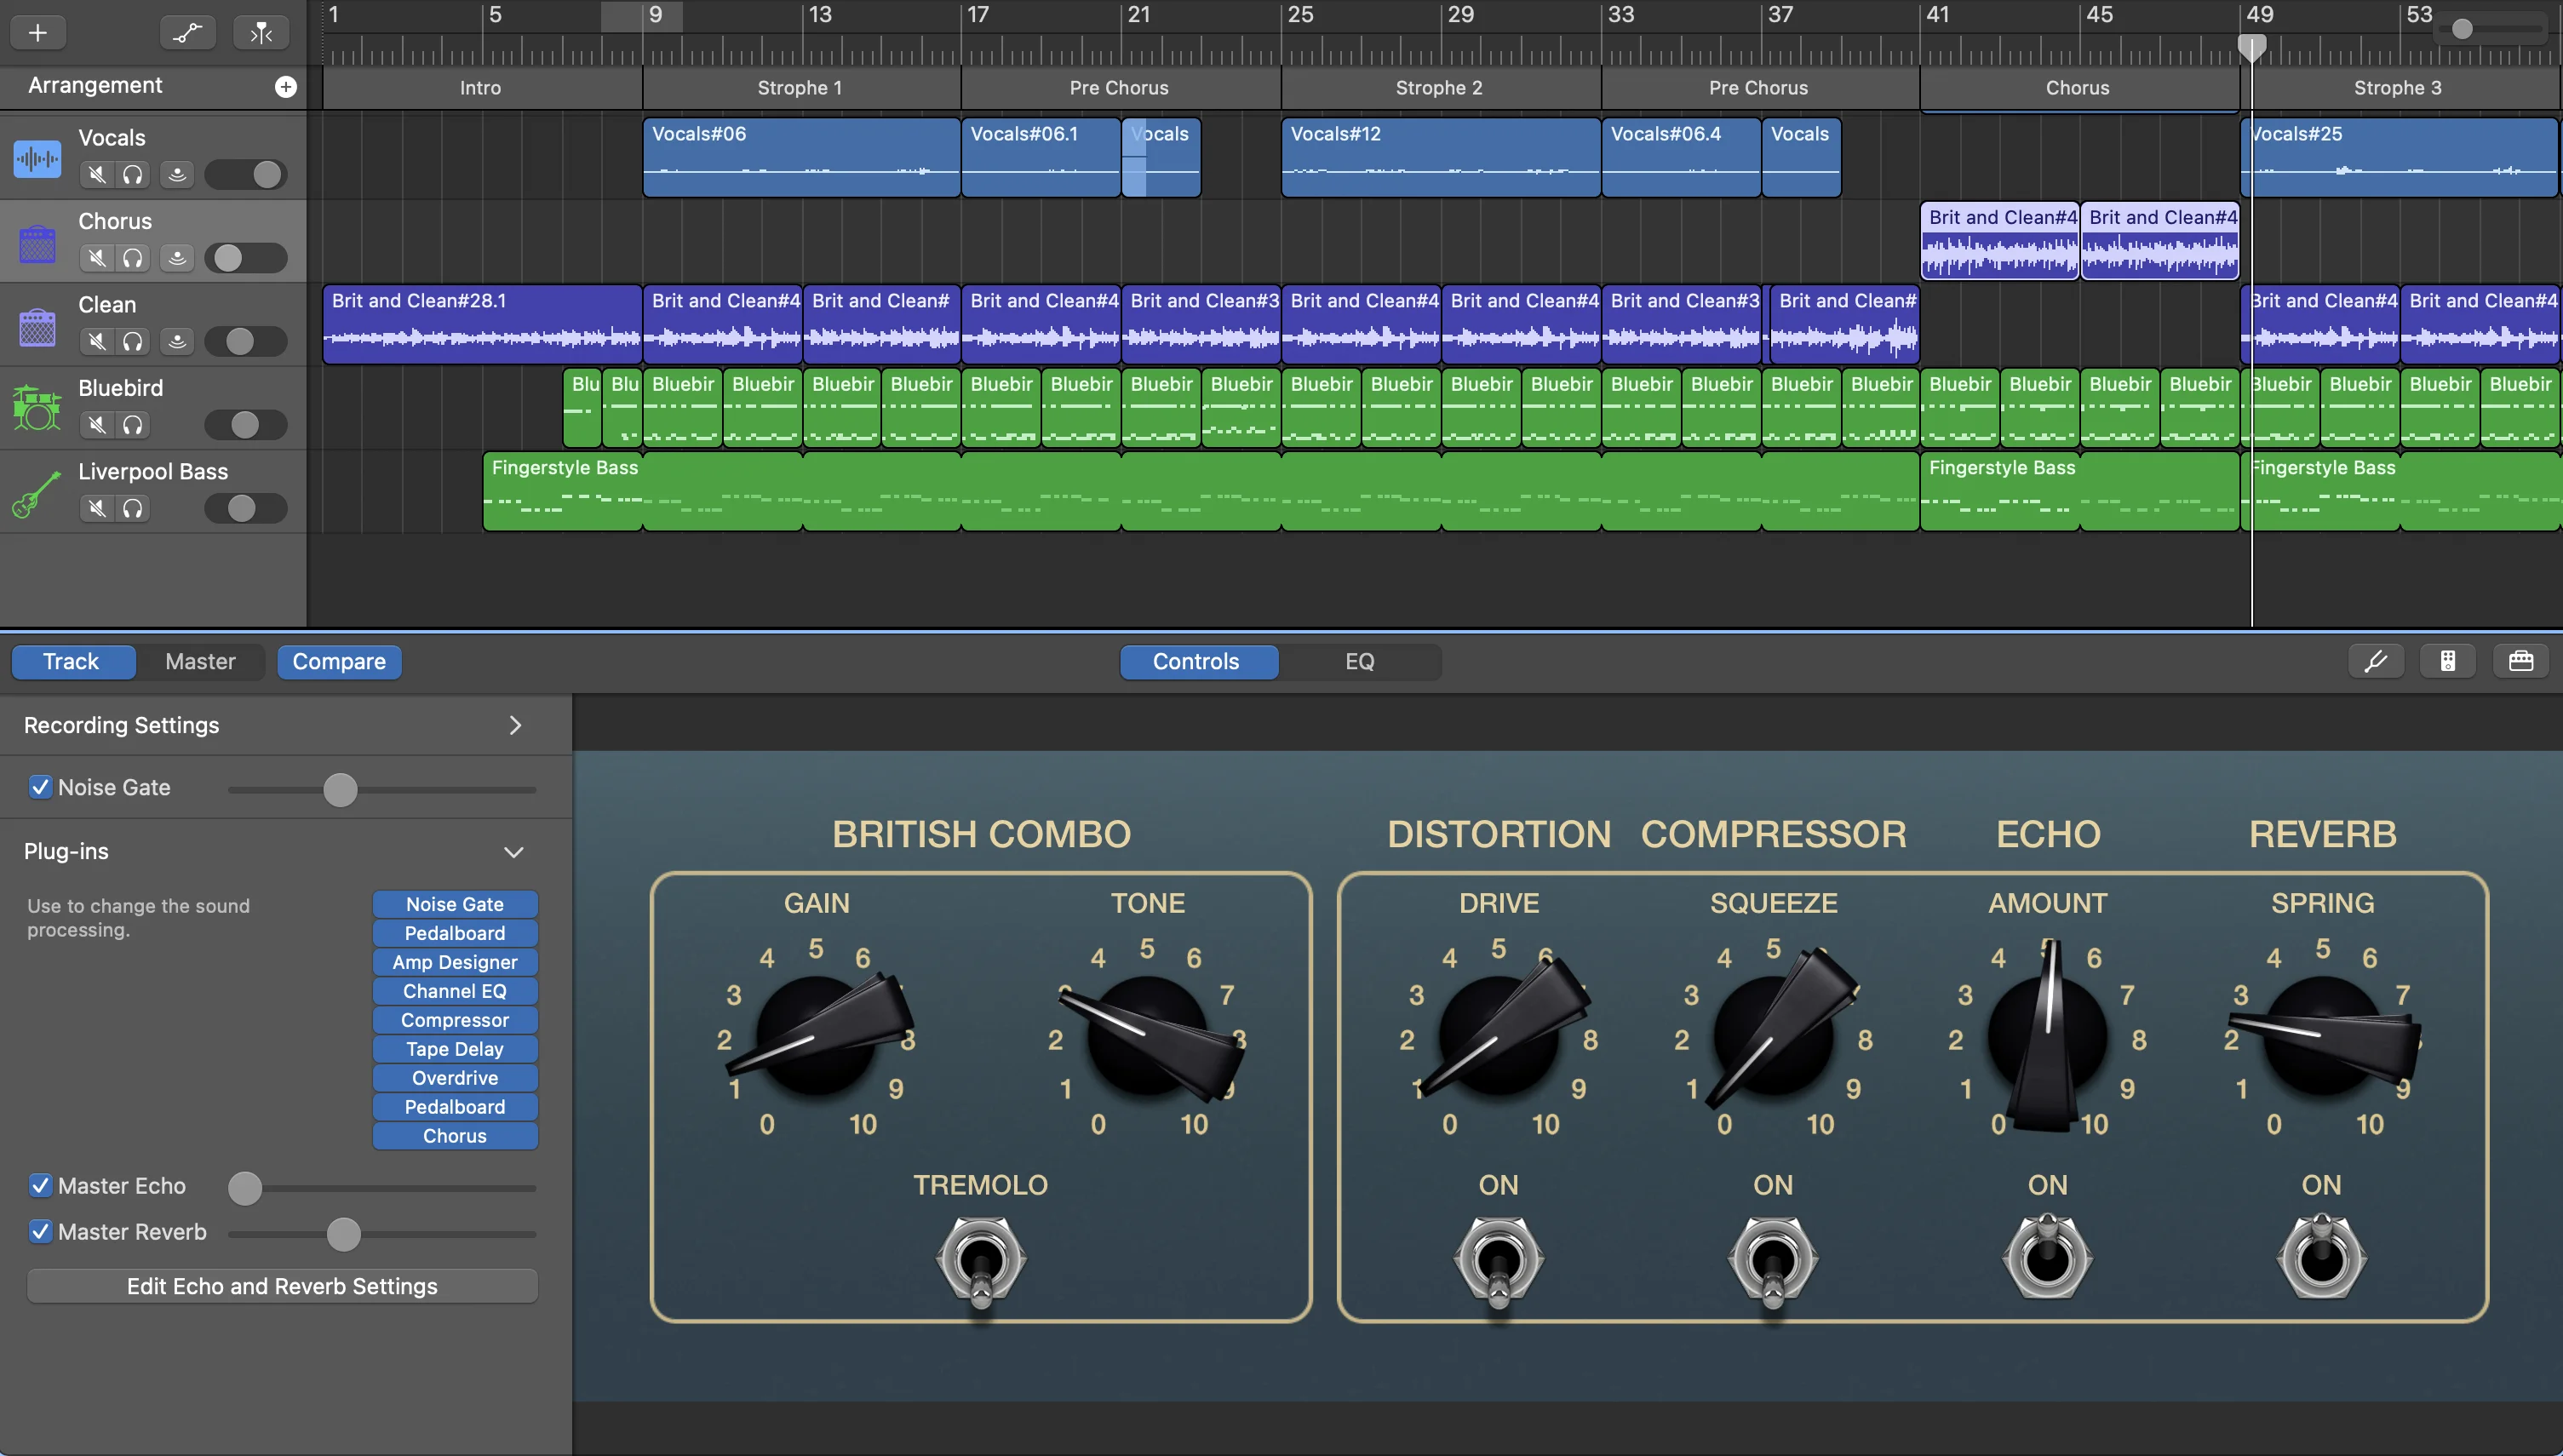 1 5 9 13 17 21 25 29 33 37 41 45 49 53
Arrangement
Intro Strophe 1 Pre Chorus Strophe 2 Pre Chorus Chorus Strophe 3
Vocals
Vocals#06 Vocals#06.1 Vocals Vocals#12 Vocals#06.4 Vocals Vocals#25
Chorus
Brit and Clean#4 Brit and Clean#4
Clean
Brit and Clean#28.1 Brit and Clean#4 Brit and Clean# Brit and Clean#4 Brit and Clean#3 Brit and Clean#4 Brit and Clean#4 Brit and Clean#3 Brit and Clean# Brit and Clean#4 Brit and Clean#4
Bluebird
Blu Blu Bluebir Bluebir Bluebir Bluebir Bluebir Bluebir Bluebir Bluebir Bluebir Bluebir Bluebir Bluebir Bluebir Bluebir Bluebir Bluebir Bluebir Bluebir Bluebir Bluebir Bluebir Bluebir Bluebir Bluebir
Liverpool Bass
Fingerstyle Bass Fingerstyle Bass Fingerstyle Bass
Track Master Compare Controls EQ
Recording Settings
Noise Gate
Plug-ins
Use to change the sound
processing.
Noise Gate
Pedalboard
Amp Designer
Channel EQ
Compressor
Tape Delay
Overdrive
Pedalboard
Chorus
Master Echo
Master Reverb
Edit Echo and Reverb Settings
BRITISH COMBO DISTORTION COMPRESSOR ECHO REVERB
GAIN
0 1 2 3 4 5 6 8 9 10
TONE
0 1 2 4 5 6 7 10
TREMOLO
DRIVE
0 1 2 3 4 5 6 8 9 10
ON
SQUEEZE
0 1 2 3 4 5 8 9 10
ON
AMOUNT
0 1 2 3 4 5 6 7 8 9 10
ON
SPRING
0 1 2 3 4 5 6 7 9 10
ON